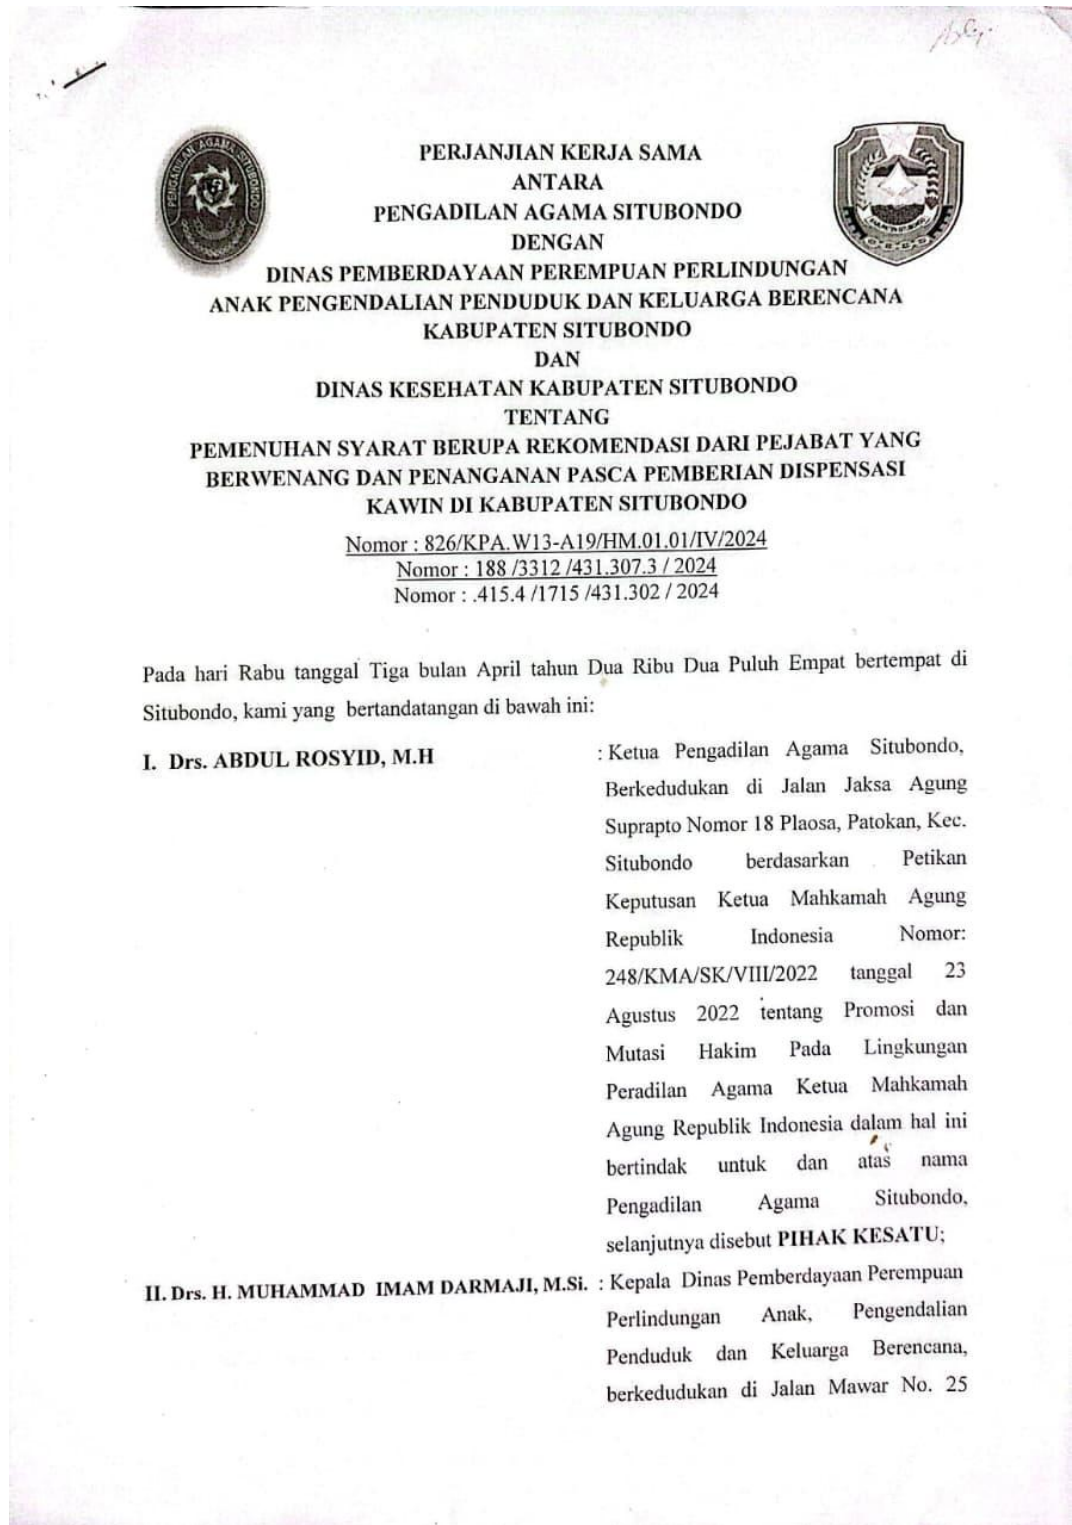 PENGADILAN AGAMA SITUBONDO
PERJANJIAN KERJA SAMA
ANTARA
PENGADILAN AGAMA SITUBONDO
DENGAN
DINAS PEMBERDAYAAN PEREMPUAN PERLINDUNGAN
ANAK PENGENDALIAN PENDUDUK DAN KELUARGA BERENCANA
KABUPATEN SITUBONDO
DAN
DINAS KESEHATAN KABUPATEN SITUBONDO
TENTANG
PEMENUHAN SYARAT BERUPA REKOMENDASI DARI PEJABAT YANG
BERWENANG DAN PENANGANAN PASCA PEMBERIAN DISPENSASI
KAWIN DI KABUPATEN SITUBONDO
Nomor : 826/KPA.W13-A19/HM.01.01/IV/2024
Nomor : 188 /3312 /431.307.3 / 2024
Nomor : .415.4 /1715 /431.302 / 2024
Pada hari Rabu tanggal Tiga bulan April tahun Dua Ribu Dua Puluh Empat bertempat di
Situbondo, kami yang bertandatangan di bawah ini:
I. Drs. ABDUL ROSYID, M.H : Ketua Pengadilan Agama Situbondo,
Berkedudukan di Jalan Jaksa Agung
Suprapto Nomor 18 Plaosa, Patokan, Kec.
Situbondo berdasarkan Petikan
Keputusan Ketua Mahkamah Agung
Republik Indonesia Nomor:
248/KMA/SK/VIII/2022 tanggal 23
Agustus 2022 tentang Promosi dan
Mutasi Hakim Pada Lingkungan
Peradilan Agama Ketua Mahkamah
Agung Republik Indonesia dalam hal ini
bertindak untuk dan atas nama
Pengadilan Agama Situbondo,
selanjutnya disebut PIHAK KESATU;
II. Drs. H. MUHAMMAD IMAM DARMAJI, M.Si. : Kepala Dinas Pemberdayaan Perempuan
Perlindungan Anak, Pengendalian
Penduduk dan Keluarga Berencana,
berkedudukan di Jalan Mawar No. 25